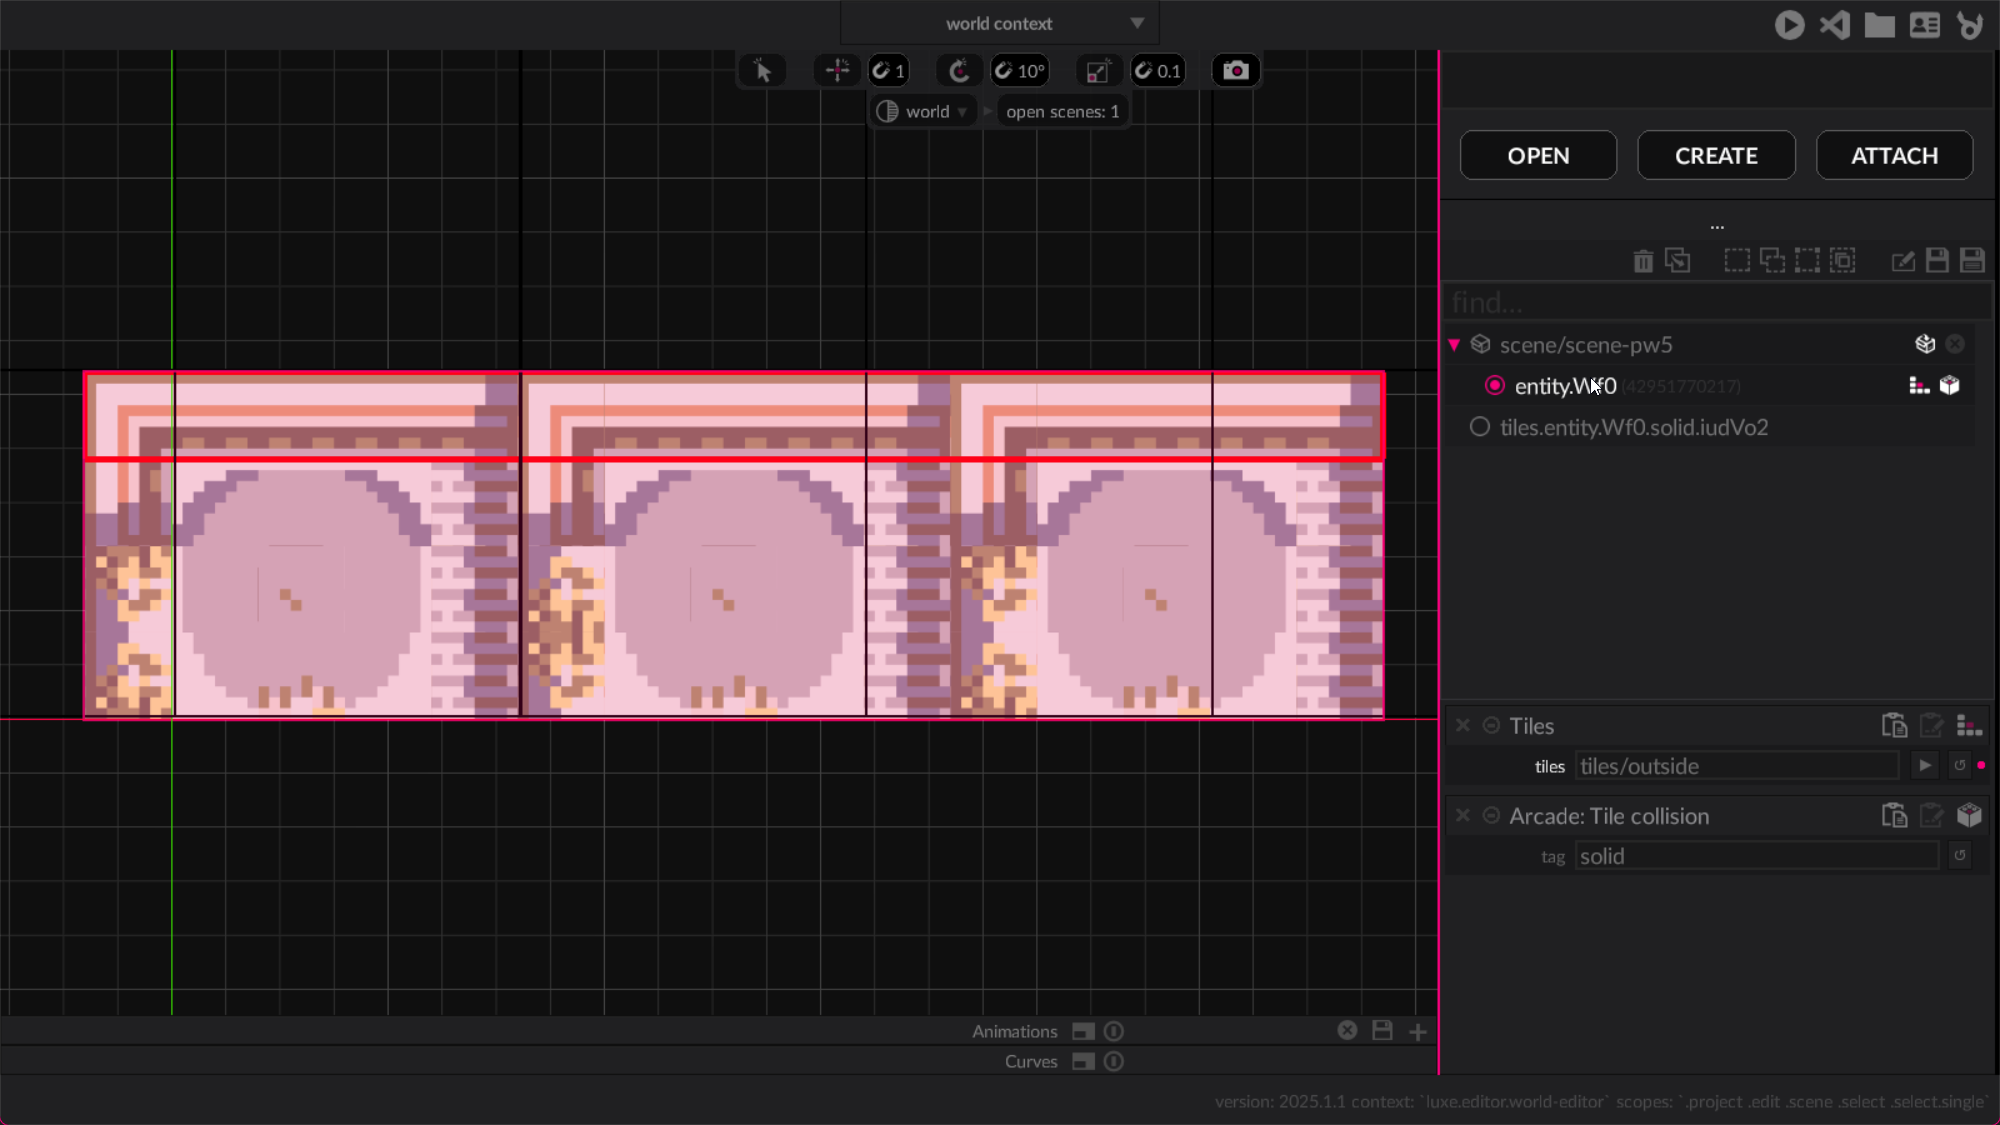 world context
1
10°
0.1
world
open scenes: 1
OPEN
CREATE
ATTACH
...
find...
scene/scene-pw5
entity.Wf0 (42951770217)
tiles.entity.Wf0.solid.iudVo2
Tiles
tiles
tiles/outside
Arcade: Tile collision
tag
solid
Animations
Curves
version: 2025.1.1 context: `luxe.editor.world-editor` scopes: `.project .edit .scene .select .select.single`